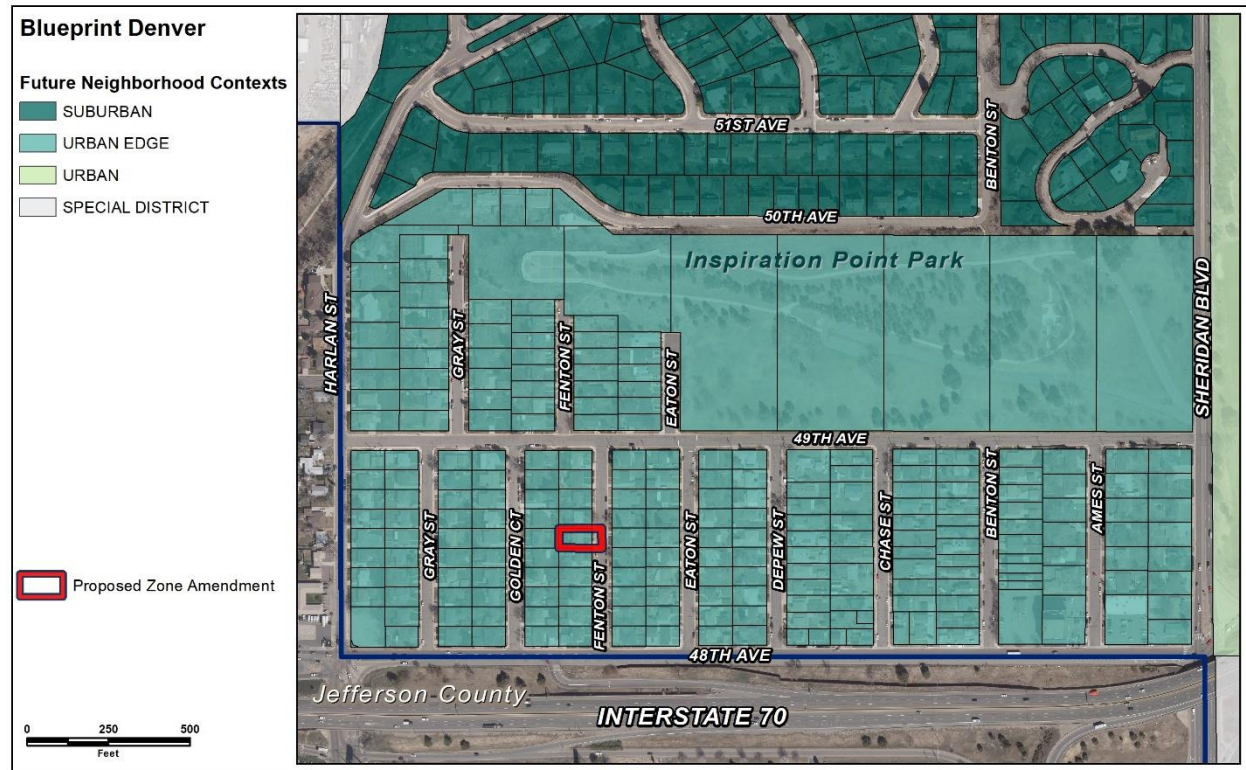 Blueprint Denver
Future Neighborhood Contexts
SUBURBAN
URBAN EDGE
URBAN
SPECIAL DISTRICT
Proposed Zone Amendment
0 250 500
Feet
51ST AVE
BENTON ST
50TH AVE
Inspiration Point Park
HARLAN ST
GRAY ST
FENTON ST
EATON ST
SHERIDAN BLVD
49TH AVE
GRAY ST
GOLDEN CT
FENTON ST
EATON ST
DEPEW ST
CHASE ST
BENTON ST
AMES ST
48TH AVE
Jefferson County
INTERSTATE 70